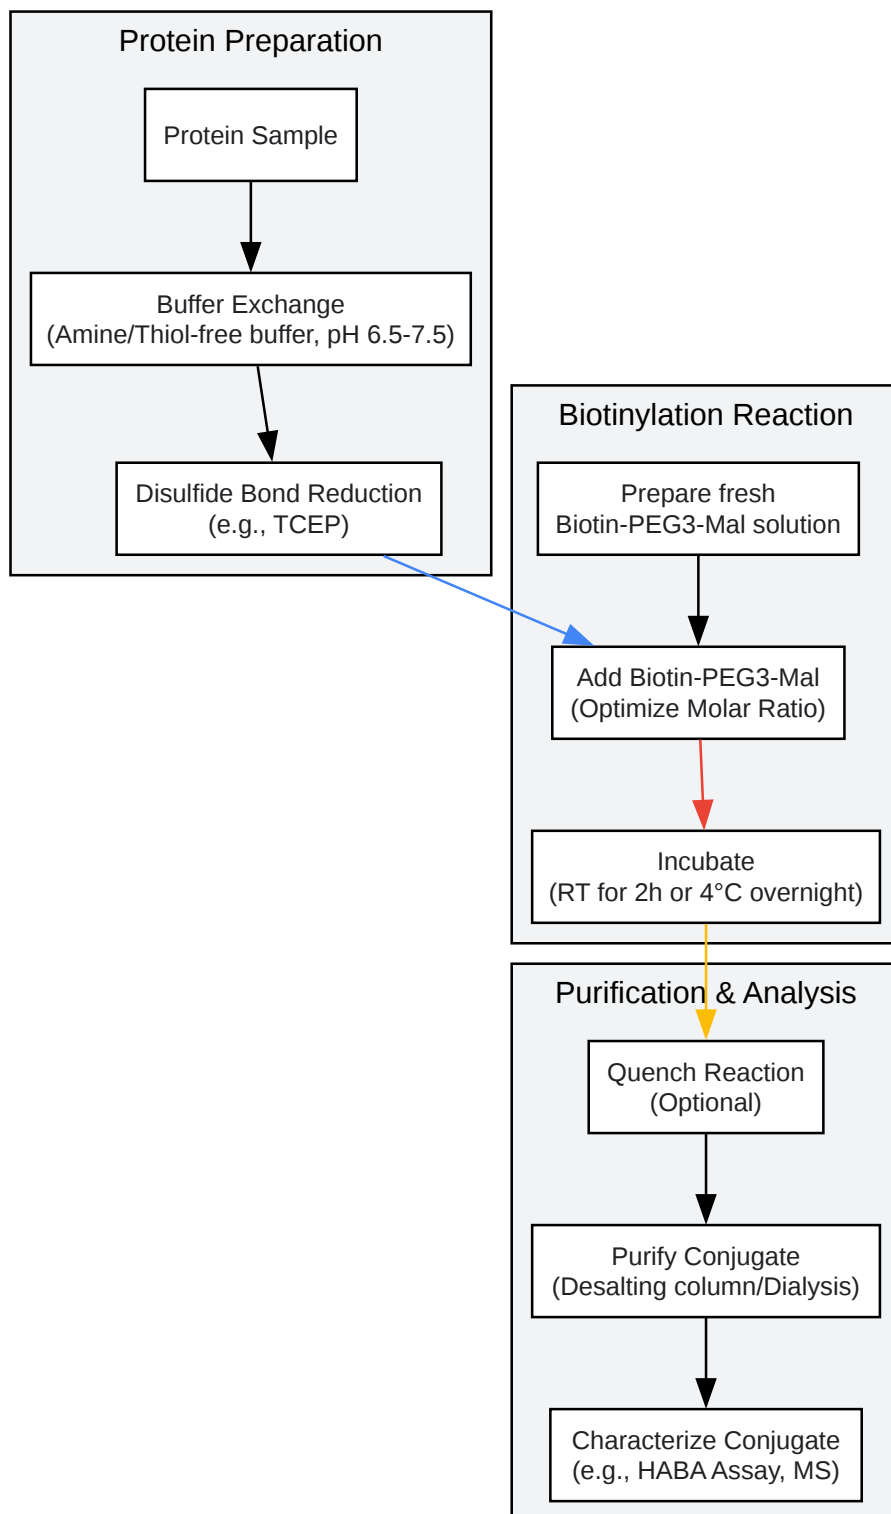 Protein Preparation
Protein Sample
Buffer Exchange
(Amine/Thiol-free buffer, pH 6.5-7.5)
Disulfide Bond Reduction
(e.g., TCEP)
Biotinylation Reaction
Prepare fresh
Biotin-PEG3-Mal solution
Add Biotin-PEG3-Mal
(Optimize Molar Ratio)
Incubate
(RT for 2h or 4°C overnight)
Purification & Analysis
Quench Reaction
(Optional)
Purify Conjugate
(Desalting column/Dialysis)
Characterize Conjugate
(e.g., HABA Assay, MS)